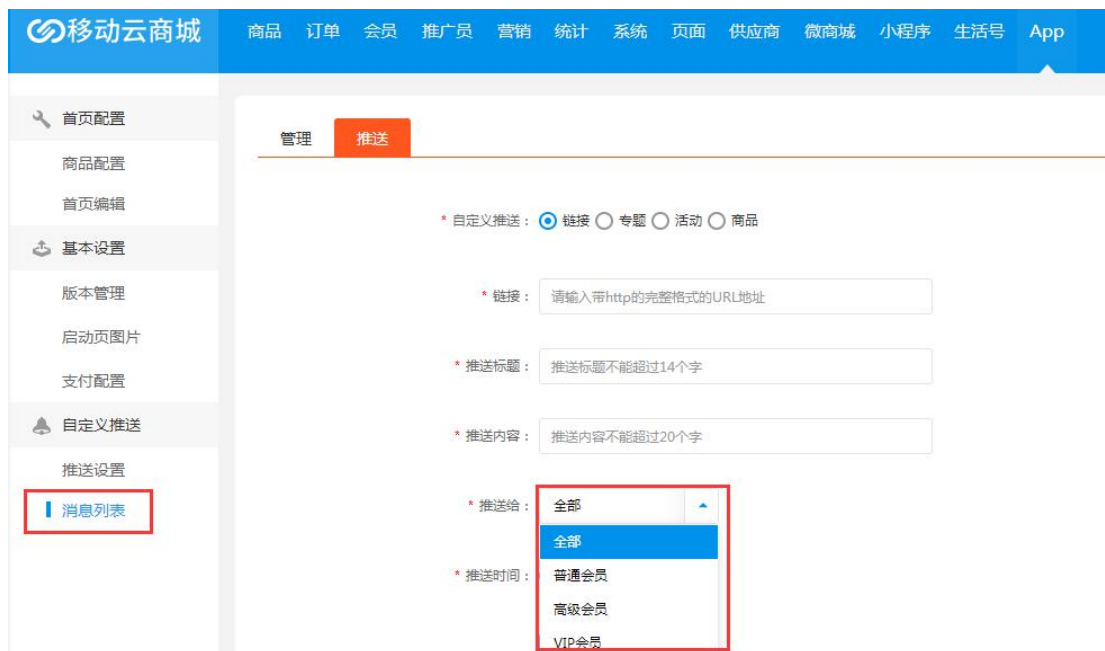 移动云商城
商品 订单 会员 推广员 营销 统计 系统 页面 供应商 微商城 小程序 生活号 App
首页配置
商品配置
首页编辑
基本设置
版本管理
启动页图片
支付配置
自定义推送
推送设置
消息列表
管理 推送
* 自定义推送： 链接 专题 活动 商品
* 链接： 请输入带http的完整格式的URL地址
* 推送标题： 推送标题不能超过14个字
* 推送内容： 推送内容不能超过20个字
* 推送给： 全部
全部
* 推送时间： 普通会员
高级会员
VIP会员